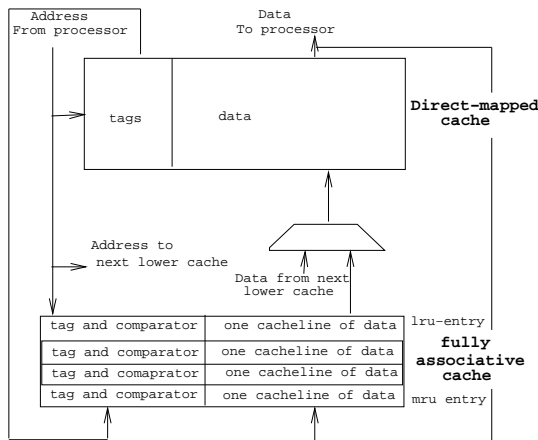 Address
From processor
Data
To processor
tags
data
Direct-mapped
cache
Address to
next lower cache
Data from next
lower cache
tag and comparator one cacheline of data
lru-entry
tag and comparator one cacheline of data
fully
associative
cache
tag and comaprator one cacheline of data
tag and comparator one cacheline of data
mru entry